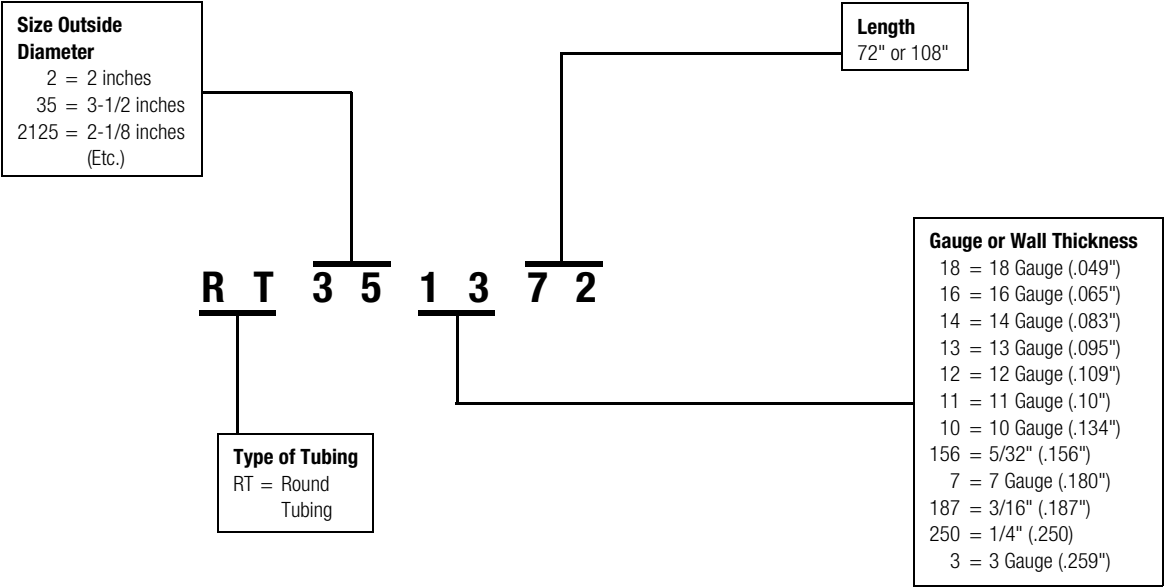 Size Outside
Diameter
2 = 2 inches
35 = 3-1/2 inches
2125 = 2-1/8 inches
(Etc.)
Length
72" or 108"
R T 3 5 1 3 7 2
Type of Tubing
RT = Round
Tubing
Gauge or Wall Thickness
18 = 18 Gauge (.049")
16 = 16 Gauge (.065")
14 = 14 Gauge (.083")
13 = 13 Gauge (.095")
12 = 12 Gauge (.109")
11 = 11 Gauge (.10")
10 = 10 Gauge (.134")
156 = 5/32" (.156")
7 = 7 Gauge (.180")
187 = 3/16" (.187")
250 = 1/4" (.250)
3 = 3 Gauge (.259")